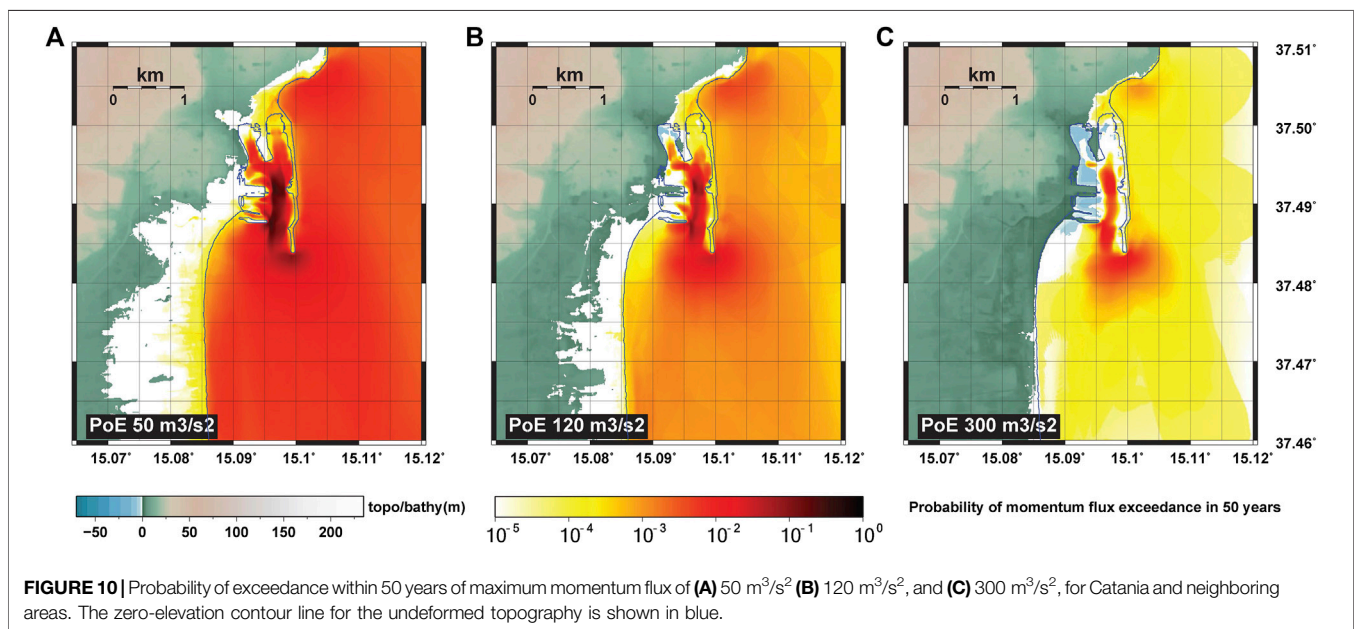 A
B
C
km
0 1
km
0 1
km
0 1
37.51°
37.50°
37.49°
37.48°
37.47°
37.46°
PoE 50 m3/s2
PoE 120 m3/s2
PoE 300 m3/s2
15.07° 15.08° 15.09° 15.1° 15.11° 15.12°
15.07° 15.08° 15.09° 15.1° 15.11° 15.12°
15.07° 15.08° 15.09° 15.1° 15.11° 15.12°
topo/bathy(m)
−50 0 50 100 150 200
10⁻⁵ 10⁻⁴ 10⁻³ 10⁻² 10⁻¹ 10⁰
Probability of momentum flux exceedance in 50 years
FIGURE 10 | Probability of exceedance within 50 years of maximum momentum flux of (A) 50 m³/s² (B) 120 m³/s², and (C) 300 m³/s², for Catania and neighboring
areas. The zero-elevation contour line for the undeformed topography is shown in blue.